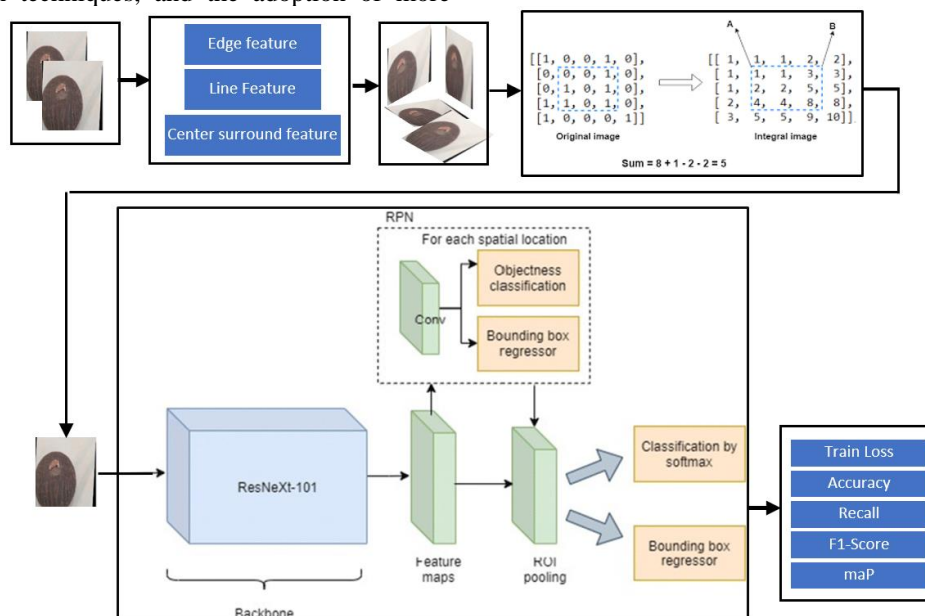 techniques, and the adoption of more
Edge feature
Line Feature
Center surround feature
A
B
[[1, 0, 0, 1, 0],
[0, 0, 0, 1, 0],
[0, 1, 0, 1, 0],
[1, 1, 0, 1, 0],
[1, 0, 0, 0, 1]]
Original image
[[ 1, 1, 1, 2, 2],
[ 1, 1, 1, 3, 3],
[ 1, 2, 2, 5, 5],
[ 2, 4, 4, 8, 8],
[ 3, 5, 5, 9, 10]]
Integral image
Sum = 8 + 1 - 2 - 2 = 5
RPN
For each spatial location
Conv
Objectness
classification
Bounding box
regressor
ResNeXt-101
Backbone
Feature
maps
ROI
pooling
Classification by
softmax
Bounding box
regressor
Train Loss
Accuracy
Recall
F1-Score
maP